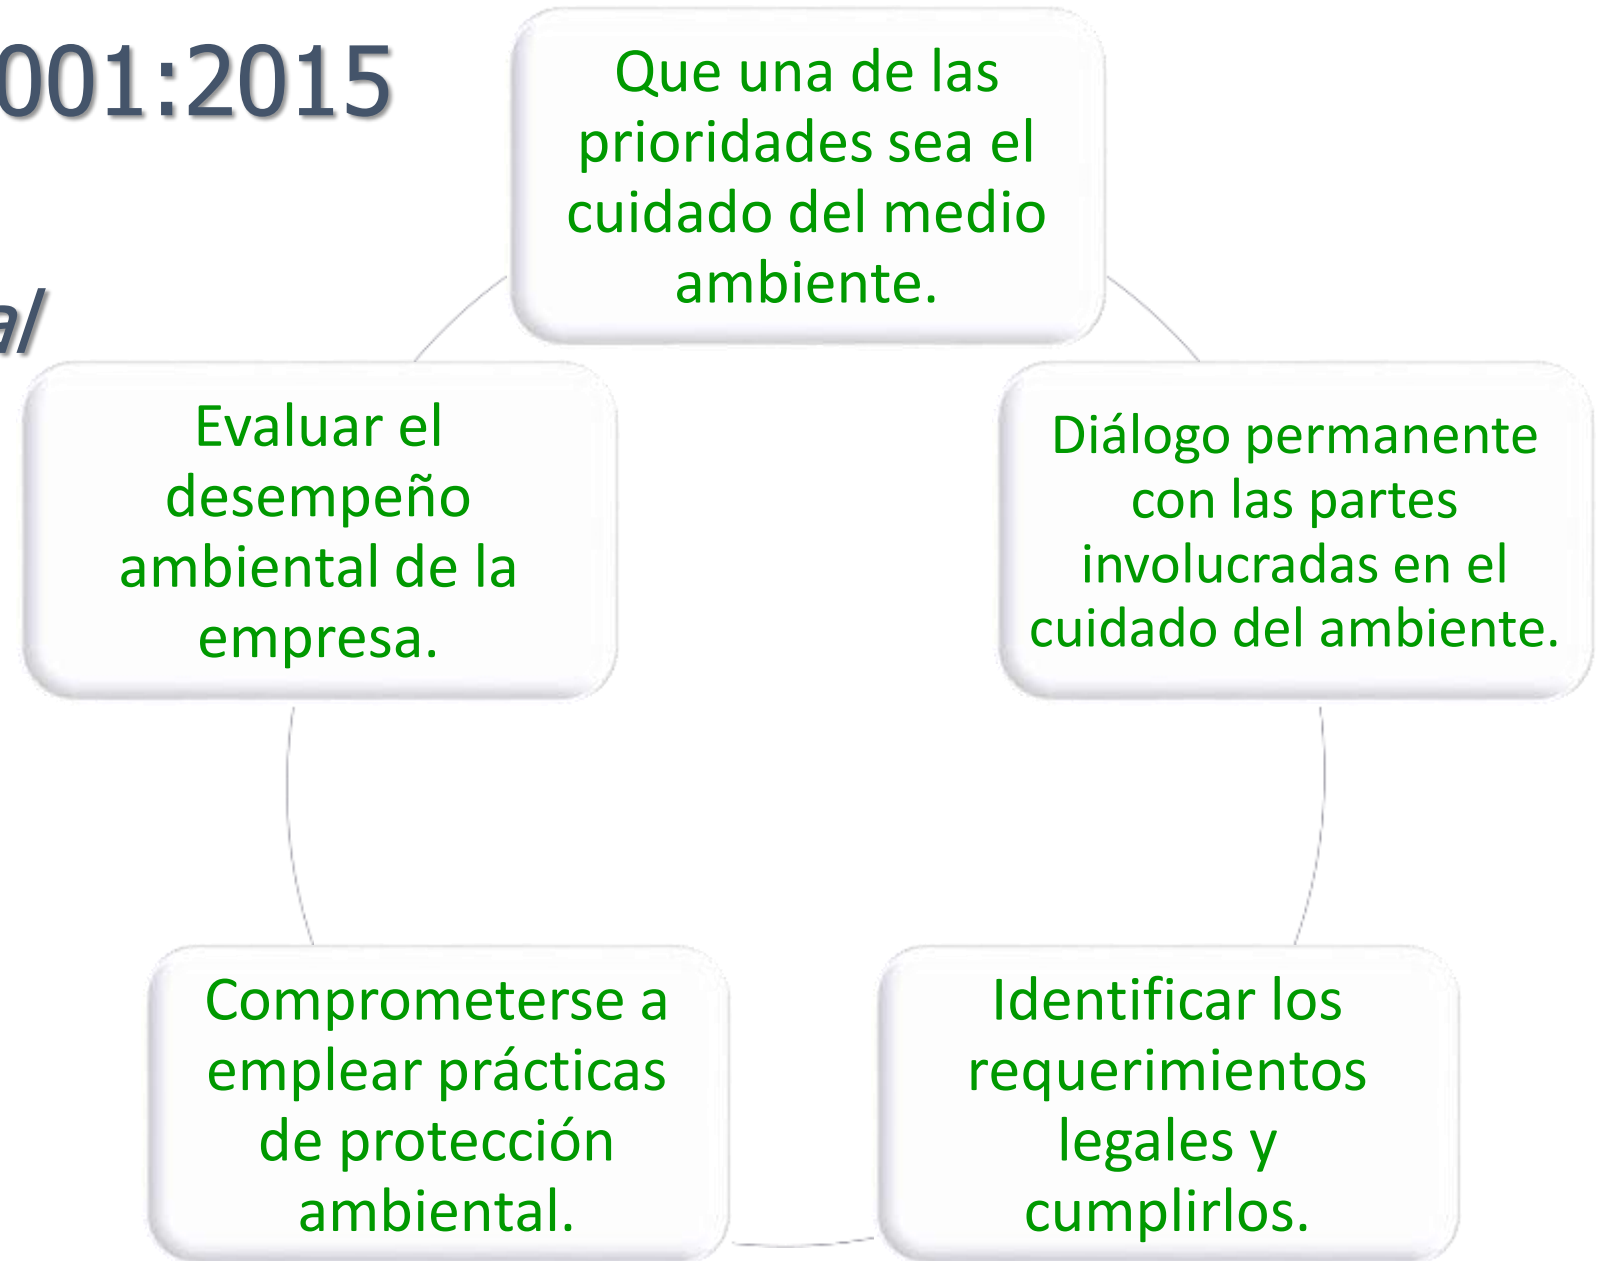 001:2015
al
Que una de las
prioridades sea el
cuidado del medio
ambiente.
Diálogo permanente
con las partes
involucradas en el
cuidado del ambiente.
Identificar los
requerimientos
legales y
cumplirlos.
Comprometerse a
emplear prácticas
de protección
ambiental.
Evaluar el
desempeño
ambiental de la
empresa.